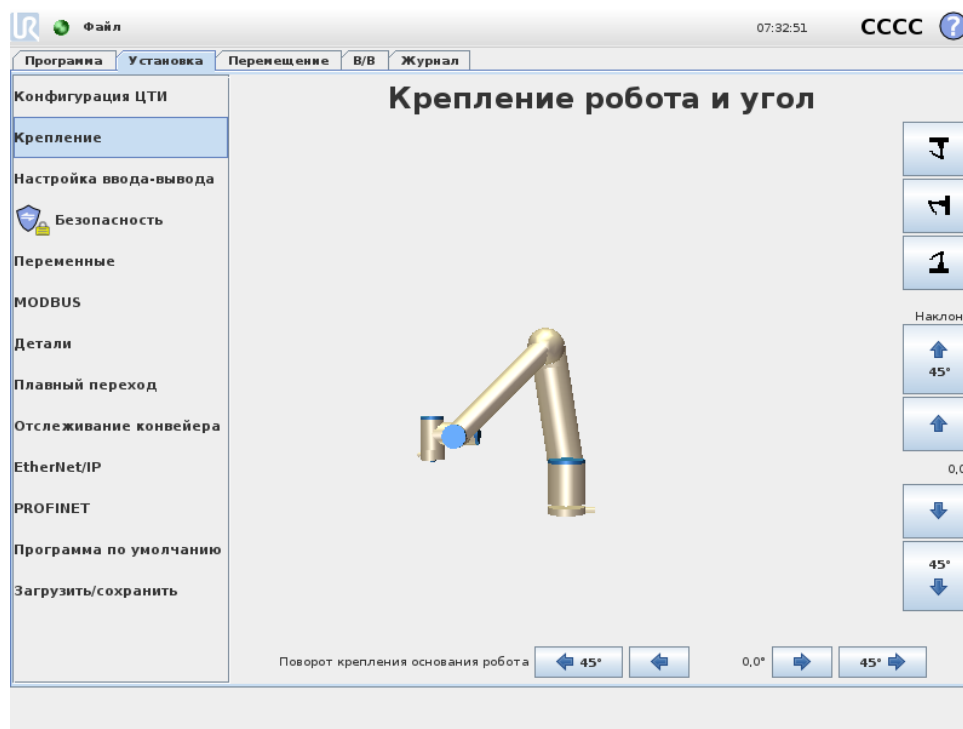 Файл
07:32:51
CCCC
?
Программа Установка Перемещение В/В Журнал
Конфигурация ЦТИ
Крепление
Настройка ввода-вывода
Безопасность
Переменные
MODBUS
Детали
Плавный переход
Отслеживание конвейера
EtherNet/IP
PROFINET
Программа по умолчанию
Загрузить/сохранить
Крепление робота и угол
Наклон
45°
45°
Поворот крепления основания робота 45° 0,0° 45°